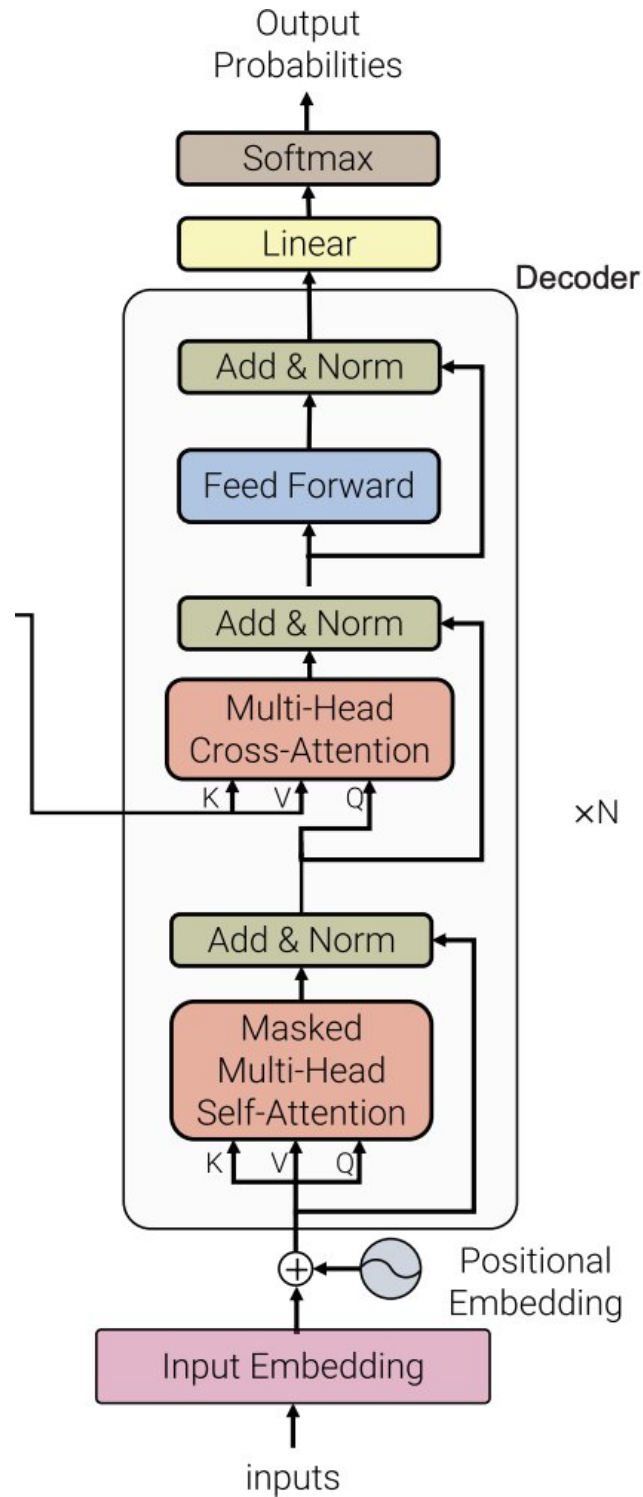 Output
Probabilities
Softmax
Linear
Decoder
Add & Norm
Feed Forward
Add & Norm
Multi-Head
Cross-Attention
K V Q
×N
Add & Norm
Masked
Multi-Head
Self-Attention
K V Q
Positional
Embedding
Input Embedding
inputs